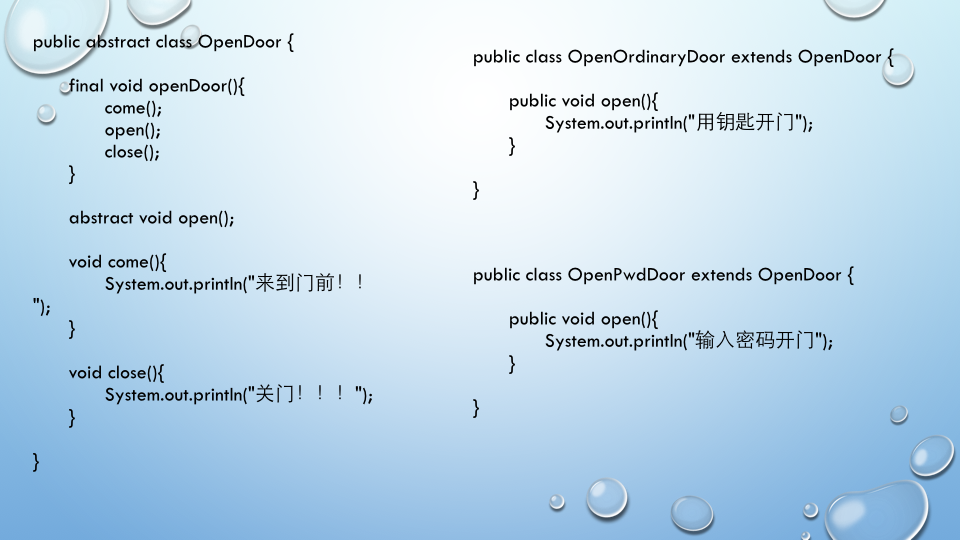 public abstract class OpenDoor {
final void openDoor(){
come();
open();
close();
}
abstract void open();
void come(){
System.out.println("来到门前！！
");
}
void close(){
System.out.println("关门！！！");
}
}
public class OpenOrdinaryDoor extends OpenDoor {
public void open(){
System.out.println("用钥匙开门");
}
}
public class OpenPwdDoor extends OpenDoor {
public void open(){
System.out.println("输入密码开门");
}
}